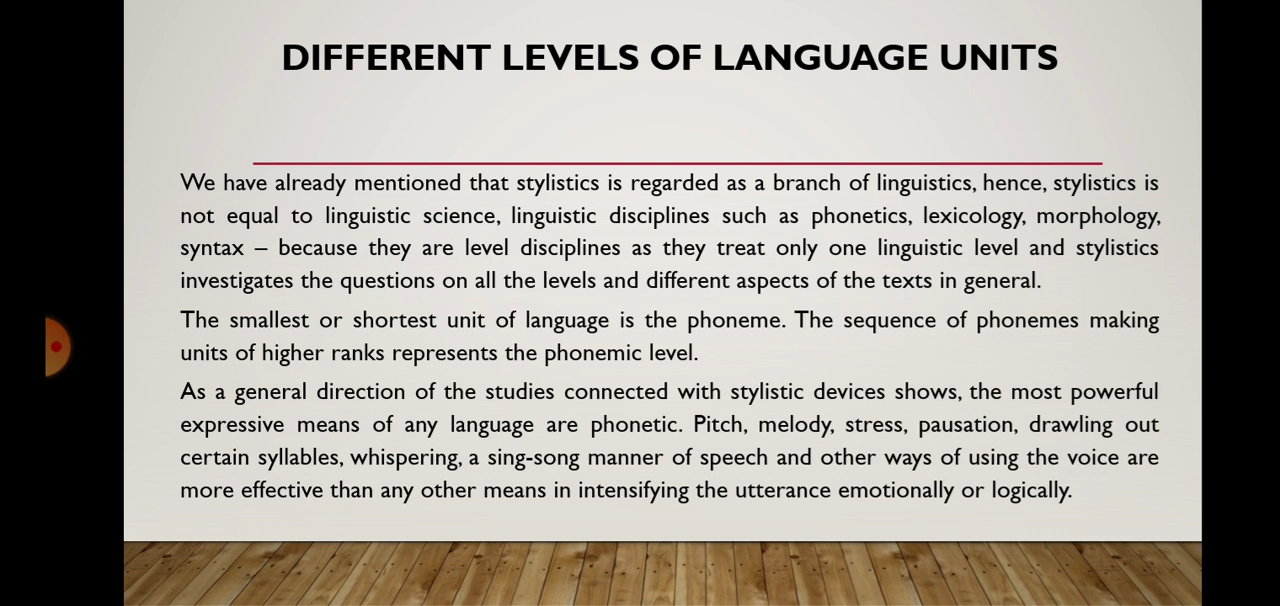 DIFFERENT LEVELS OF LANGUAGE UNITS
We have already mentioned that stylistics is regarded as a branch of linguistics, hence, stylistics is
not equal to linguistic science, linguistic disciplines such as phonetics, lexicology, morphology,
syntax – because they are level disciplines as they treat only one linguistic level and stylistics
investigates the questions on all the levels and different aspects of the texts in general.
The smallest or shortest unit of language is the phoneme. The sequence of phonemes making
units of higher ranks represents the phonemic level.
As a general direction of the studies connected with stylistic devices shows, the most powerful
expressive means of any language are phonetic. Pitch, melody, stress, pausation, drawling out
certain syllables, whispering, a sing-song manner of speech and other ways of using the voice are
more effective than any other means in intensifying the utterance emotionally or logically.